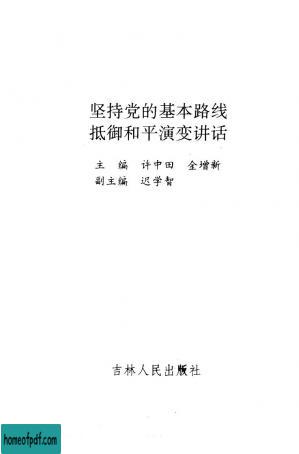 坚持党的基本路线
抵御和平演变讲话
主 编 许中田 金增新
副主编 迟学智
吉林人民出版社
homeofpdf.com